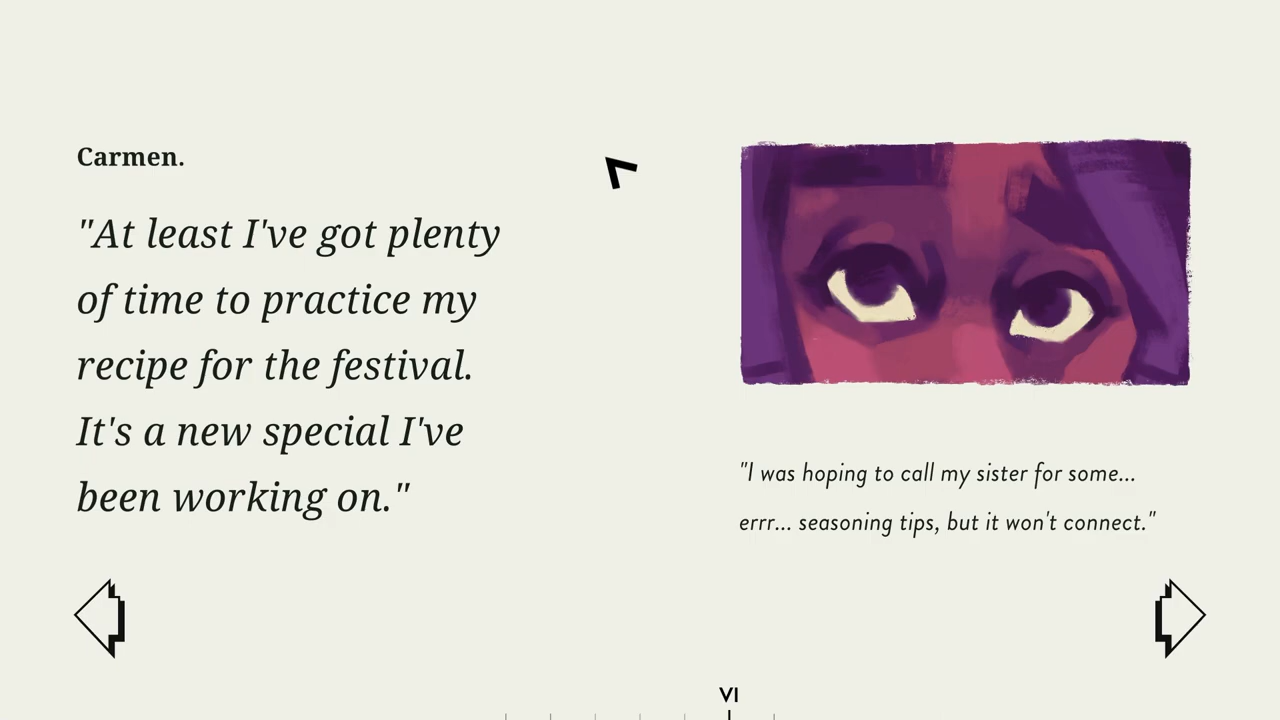 Carmen.
"At least I've got plenty
of time to practice my
recipe for the festival.
It's a new special I've
been working on."
"I was hoping to call my sister for some...
errr... seasoning tips, but it won't connect."
VI